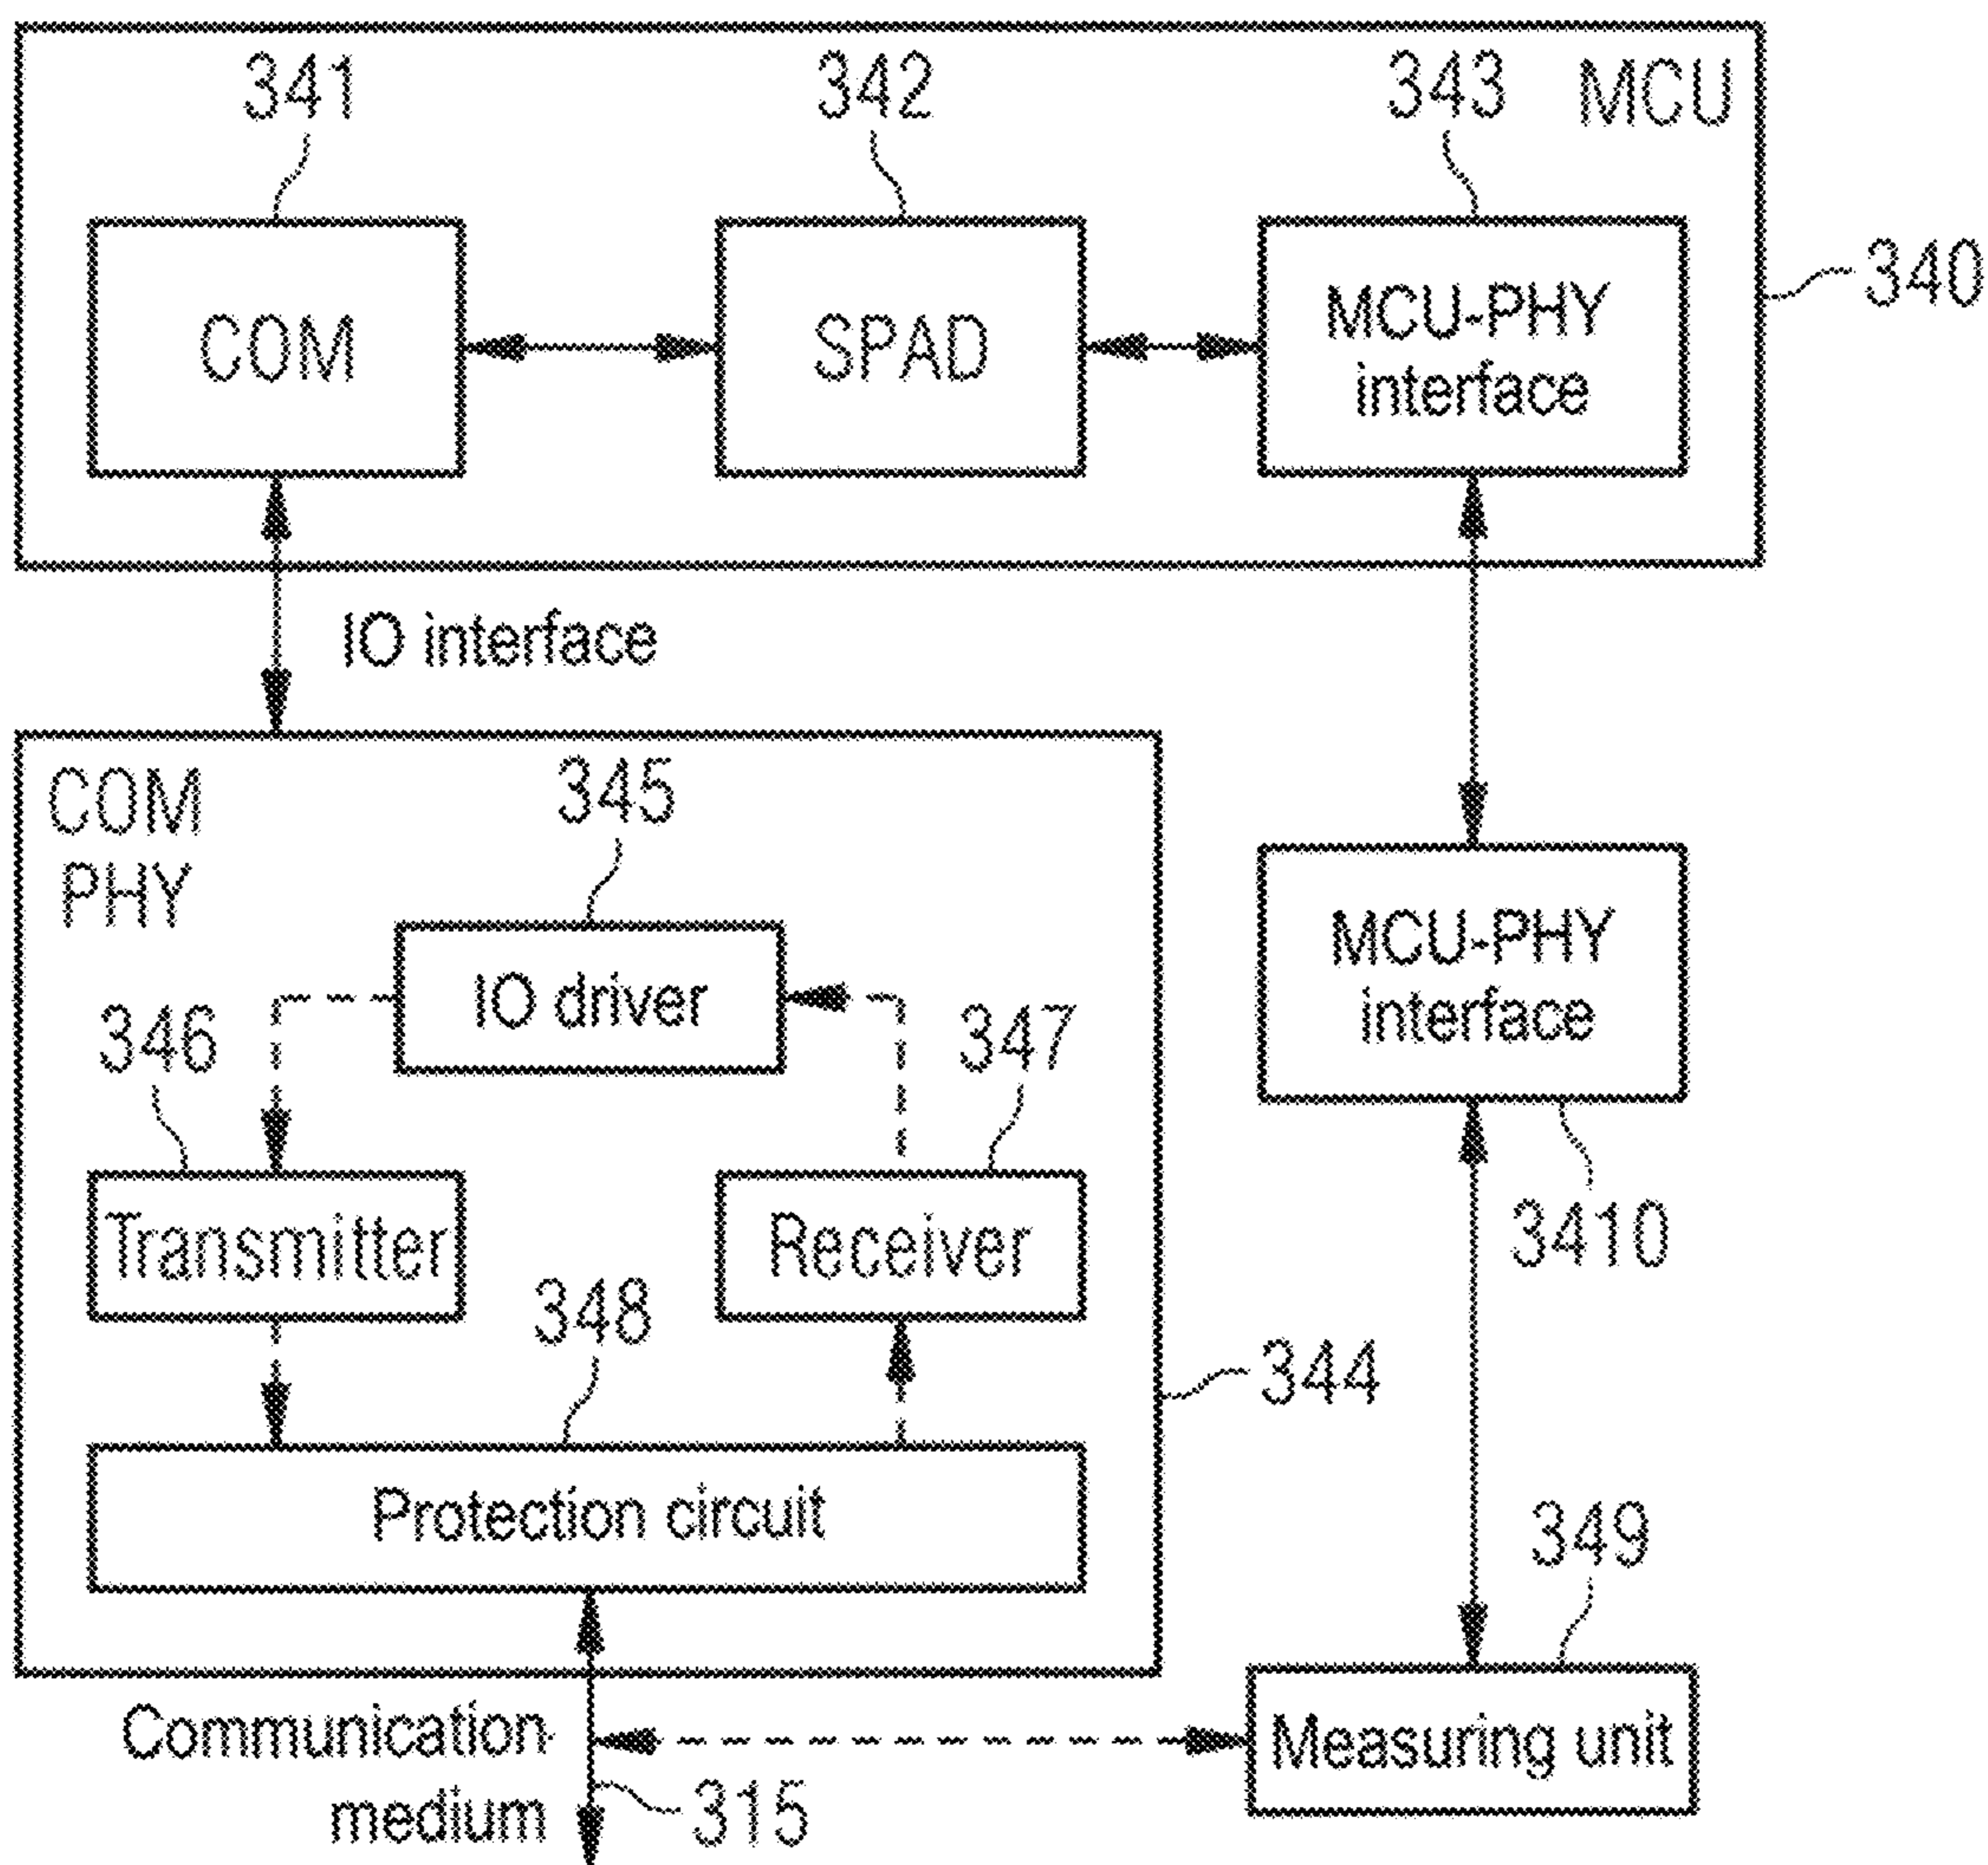 341
342
343
MCU
COM
SPAD
MCU-PHY
interface
340
IO interface
COM
PHY
345
IO driver
346
347
MCU-PHY
interface
3410
Transmitter
Receiver
348
344
Protection circuit
349
Communication
medium
315
Measuring unit